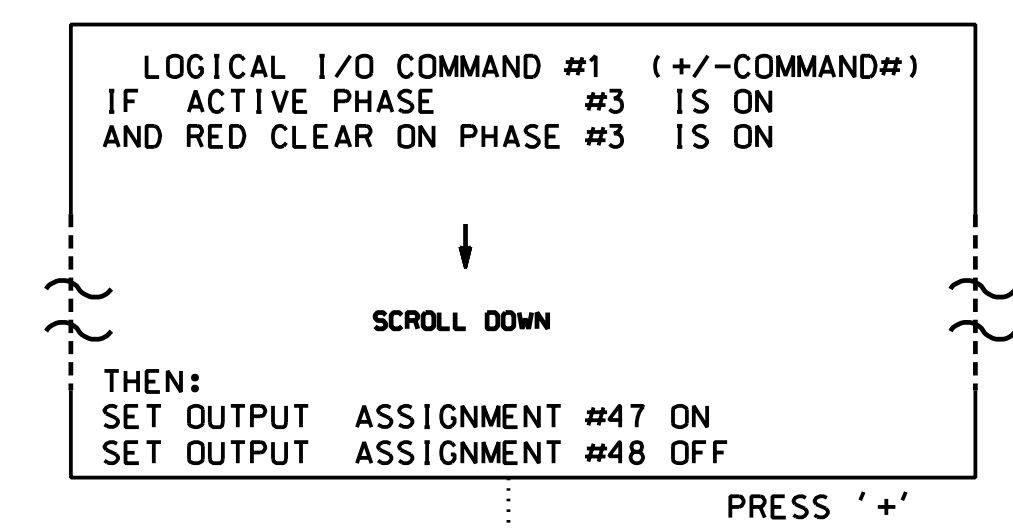 LOGICAL I/O COMMAND #1 (+/-COMMAND#)
IF ACTIVE PHASE #3 IS ON
AND RED CLEAR ON PHASE #3 IS ON
SCROLL DOWN
THEN:
SET OUTPUT ASSIGNMENT #47 ON
SET OUTPUT ASSIGNMENT #48 OFF
PRESS '+'